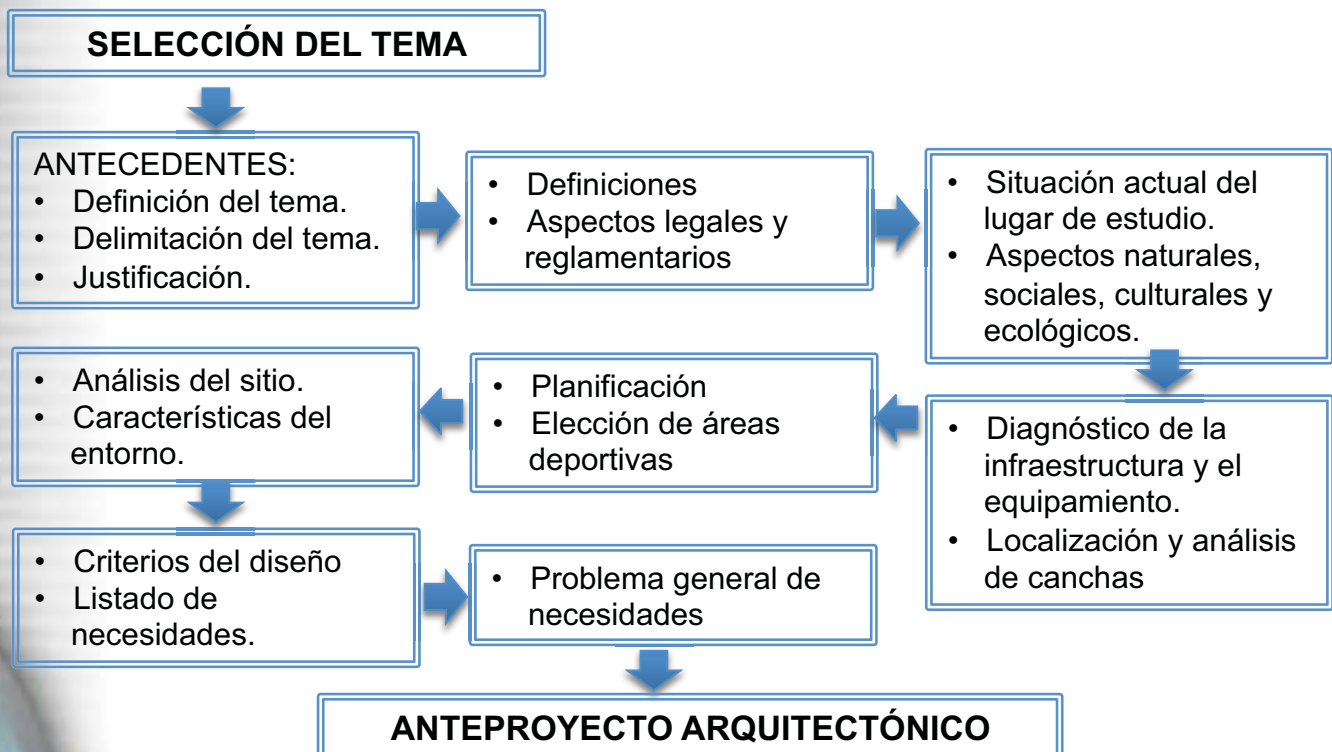 SELECCIÓN DEL TEMA
ANTECEDENTES:
• Definición del tema.
• Delimitación del tema.
• Justificación.
• Definiciones
• Aspectos legales y
reglamentarios
• Situación actual del
lugar de estudio.
• Aspectos naturales,
sociales, culturales y
ecológicos.
• Diagnóstico de la
infraestructura y el
equipamiento.
• Localización y análisis
de canchas
• Planificación
• Elección de áreas
deportivas
• Análisis del sitio.
• Características del
entorno.
• Criterios del diseño
• Listado de
necesidades.
• Problema general de
necesidades
ANTEPROYECTO ARQUITECTÓNICO